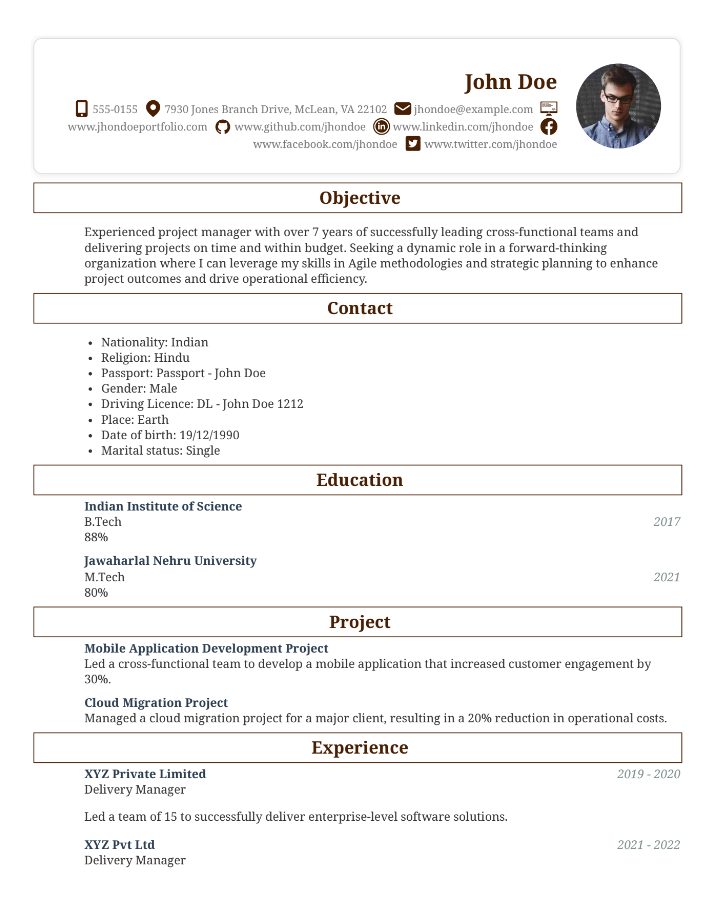 John Doe
555-0155 7930 Jones Branch Drive, McLean, VA 22102 jhondoe@example.com
www.jhondoeportfolio.com www.github.com/jhondoe www.linkedin.com/jhondoe
www.facebook.com/jhondoe www.twitter.com/jhondoe
Objective
Experienced project manager with over 7 years of successfully leading cross-functional teams and
delivering projects on time and within budget. Seeking a dynamic role in a forward-thinking
organization where I can leverage my skills in Agile methodologies and strategic planning to enhance
project outcomes and drive operational efficiency.
Contact
• Nationality: Indian
• Religion: Hindu
• Passport: Passport - John Doe
• Gender: Male
• Driving Licence: DL - John Doe 1212
• Place: Earth
• Date of birth: 19/12/1990
• Marital status: Single
Education
Indian Institute of Science
B.Tech 2017
88%
Jawaharlal Nehru University
M.Tech 2021
80%
Project
Mobile Application Development Project
Led a cross-functional team to develop a mobile application that increased customer engagement by
30%.
Cloud Migration Project
Managed a cloud migration project for a major client, resulting in a 20% reduction in operational costs.
Experience
XYZ Private Limited 2019 - 2020
Delivery Manager
Led a team of 15 to successfully deliver enterprise-level software solutions.
XYZ Pvt Ltd 2021 - 2022
Delivery Manager